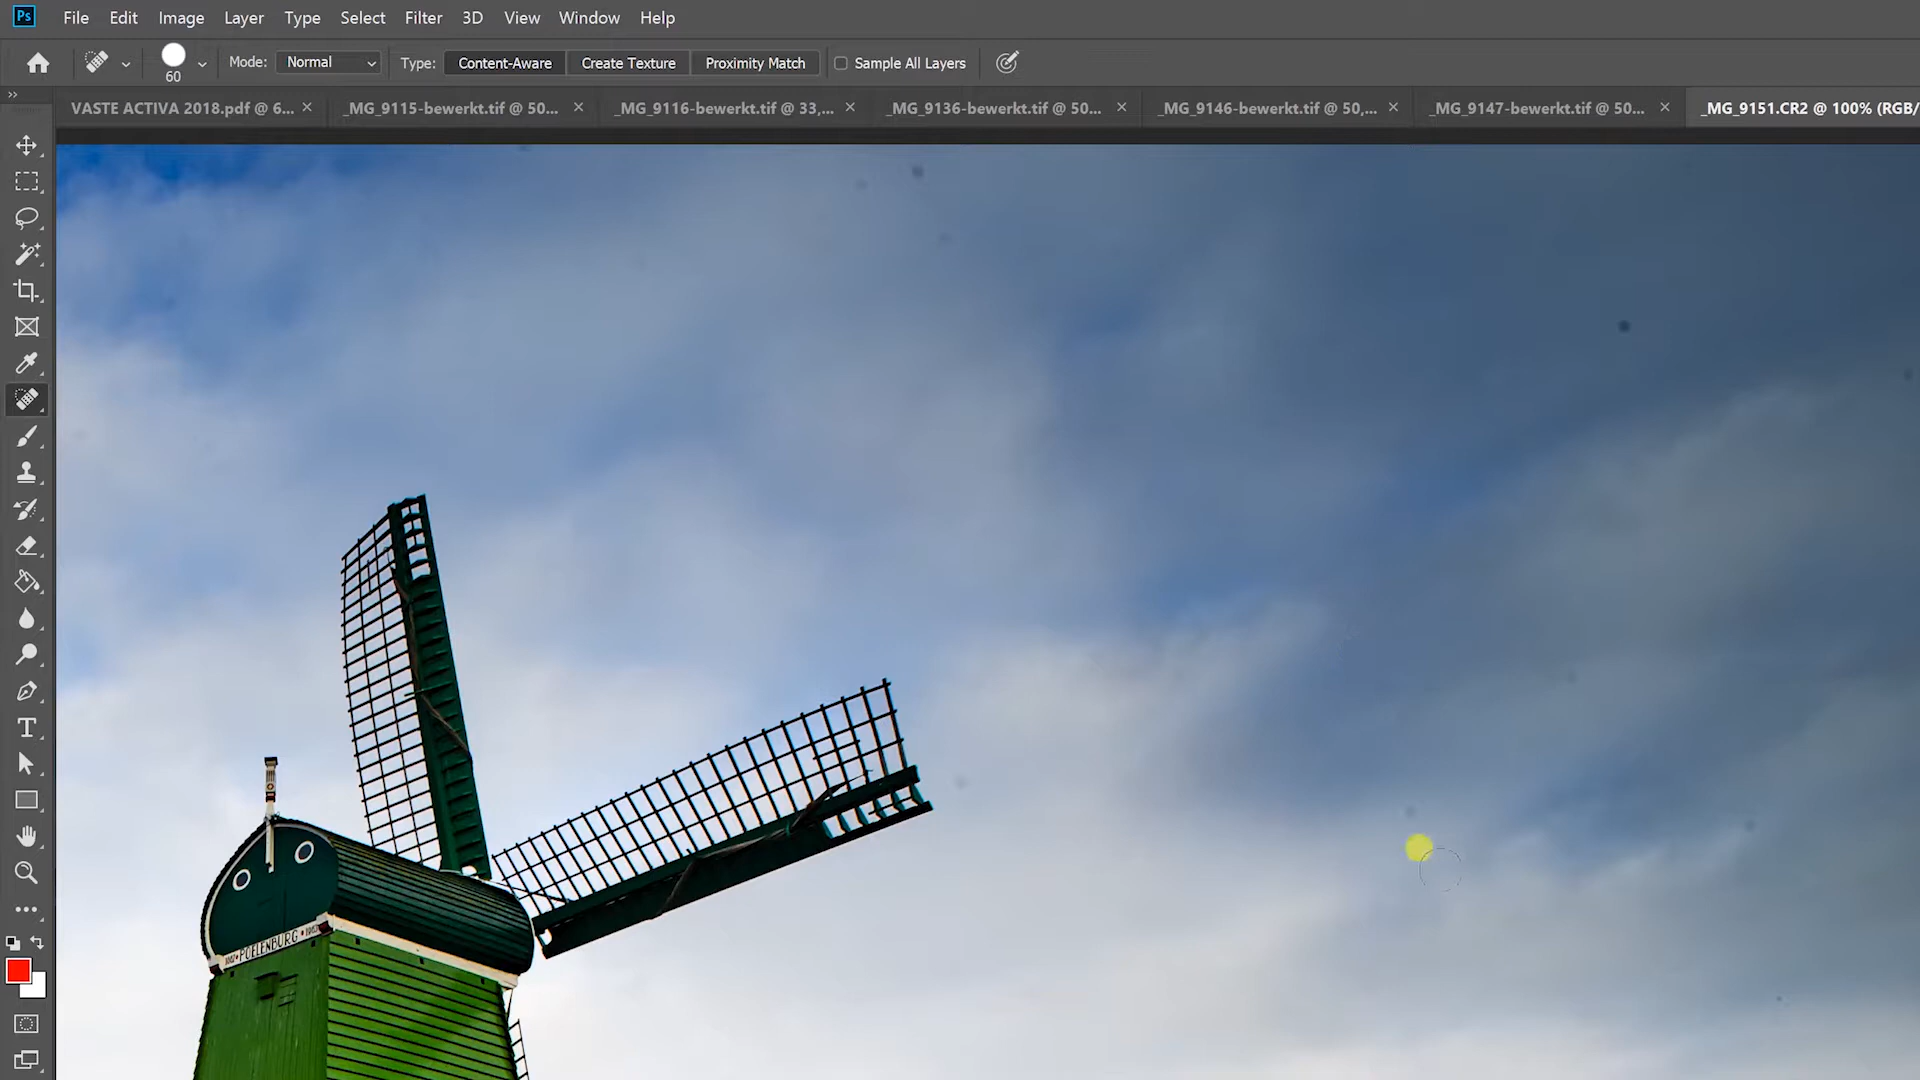 Ps File Edit Image Layer Type Select Filter 3D View Window Help
60 Mode: Normal Type: Content-Aware Create Texture Proximity Match Sample All Layers
VASTE ACTIVA 2018.pdf @ 6... × _MG_9115-bewerkt.tif @ 50... × _MG_9116-bewerkt.tif @ 33,... × _MG_9136-bewerkt.tif @ 50... × _MG_9146-bewerkt.tif @ 50,... × _MG_9147-bewerkt.tif @ 50... × _MG_9151.CR2 @ 100% (RGB/
T
POELENBURG